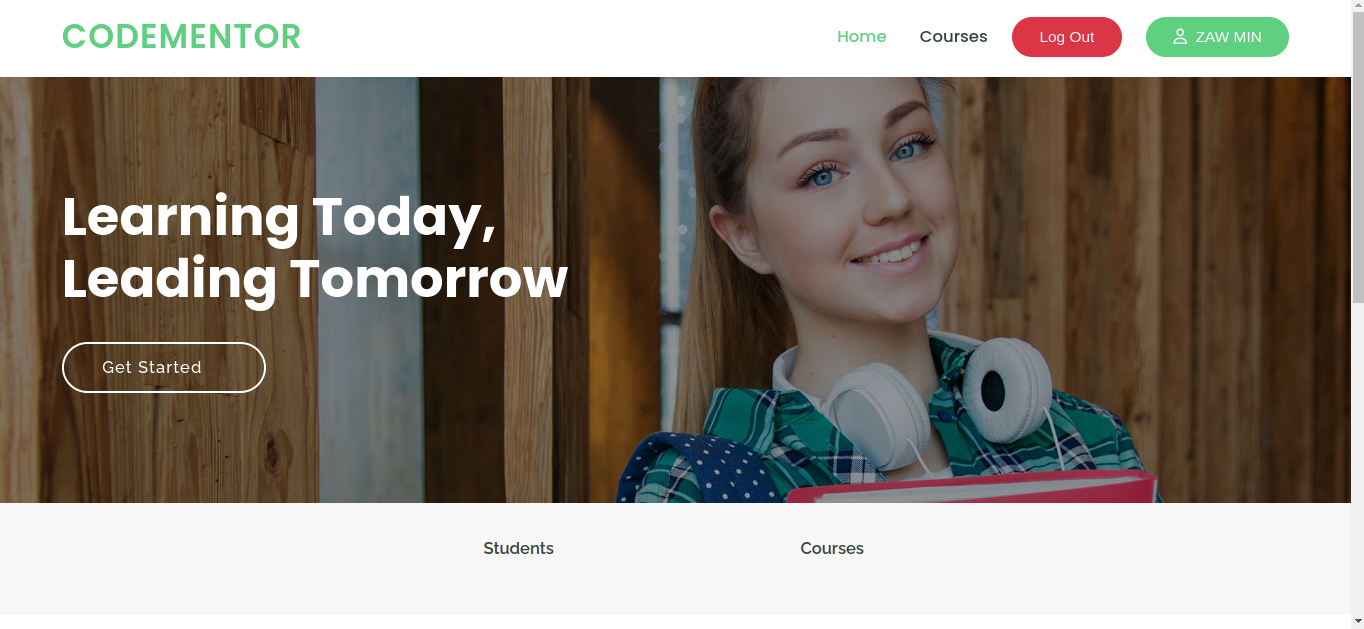 CODEMENTOR
Home
Courses
Log Out
ZAW MIN
Learning Today,
Leading Tomorrow
Get Started
Students
Courses